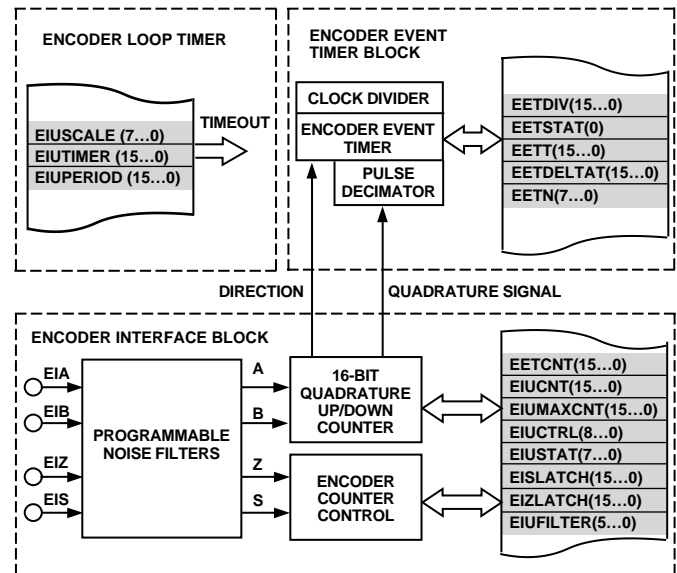 ENCODER LOOP TIMER
EIUSCALE (7...0)
EIUTIMER (15...0)
EIUPERIOD (15...0)
TIMEOUT
ENCODER EVENT
TIMER BLOCK
CLOCK DIVIDER
ENCODER EVENT
TIMER
PULSE
DECIMATOR
EETDIV(15...0)
EETSTAT(0)
EETT(15...0)
EETDELTAT(15...0)
EETN(7...0)
DIRECTION
QUADRATURE SIGNAL
ENCODER INTERFACE BLOCK
EIA
EIB
EIZ
EIS
PROGRAMMABLE
NOISE FILTERS
A
B
Z
S
16-BIT
QUADRATURE
UP/DOWN
COUNTER
ENCODER
COUNTER
CONTROL
EETCNT(15...0)
EIUCNT(15...0)
EIUMAXCNT(15...0)
EIUCTRL(8...0)
EIUSTAT(7...0)
EISLATCH(15...0)
EIZLATCH(15...0)
EIUFILTER(5...0)